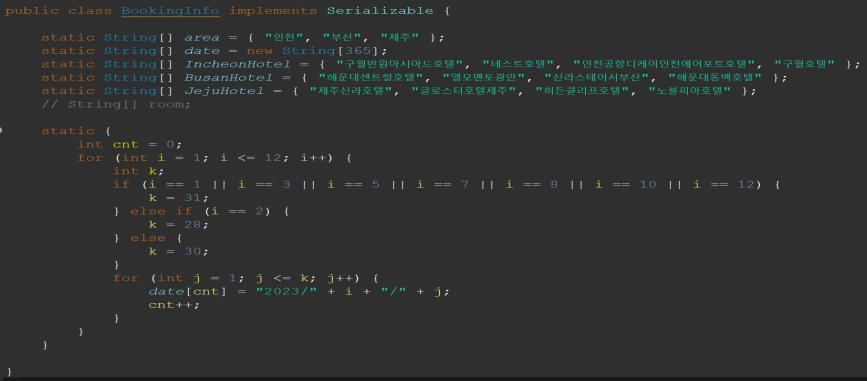 public class BookingInfo implements Serializable {
static String[] area = { "인천", "부산", "제주" };
static String[] date = new String[365];
static String[] IncheonHotel = { "구월반원아시아드호텔", "네스트호텔", "인천공항디케이인천에어포트호텔", "구월호텔" };
static String[] BusanHotel = { "해운대센트럴호텔", "앨모멘토광안", "신라스테이서부산", "해운대동백호텔" };
static String[] JejuHotel = { "제주신라호텔", "글로스터호텔제주", "히든클리프호텔", "노블피아호텔" };
// String[] room;
static {
int cnt = 0;
for (int i = 1; i <= 12; i++) {
int k;
if (i == 1 || i == 3 || i == 5 || i == 7 || i == 8 || i == 10 || i == 12) {
k = 31;
} else if (i == 2) {
k = 28;
} else {
k = 30;
}
for (int j = 1; j <= k; j++) {
date[cnt] = "2023/" + i + "/" + j;
cnt++;
}
}
}
}